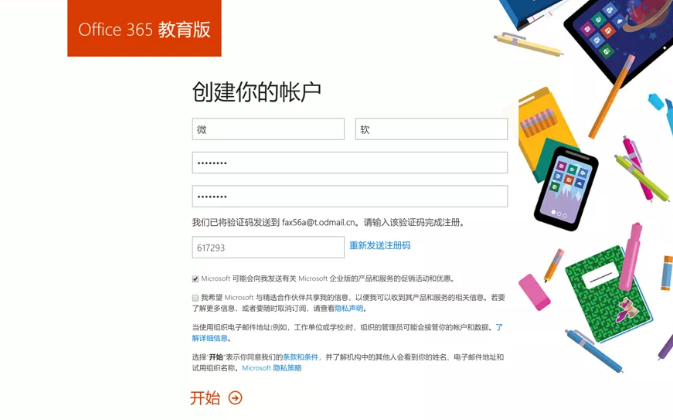 Office 365 教育版
创建你的帐户
微 软
••••••••
••••••••
我们已将验证码发送到 fax56a@t.odmail.cn。请输入该验证码完成注册。
617293 重新发送注册码
Microsoft 可能会向我发送有关 Microsoft 企业版的产品和服务的促销活动和优惠。
我希望 Microsoft 与精选合作伙伴共享我的信息，以便我可以收到其产品和服务的相关信息。若要
了解更多信息，或者要随时取消订阅，请查看隐私声明。
当使用组织电子邮件地址(例如，工作单位或学校)时，组织的管理员可能会接管你的帐户和数据。了
解详细信息。
选择"开始"表示你同意我们的条款和条件，并了解机构中的其他人会看到你的姓名、电子邮件地址和
试用组织名称。Microsoft 隐私策略
开始